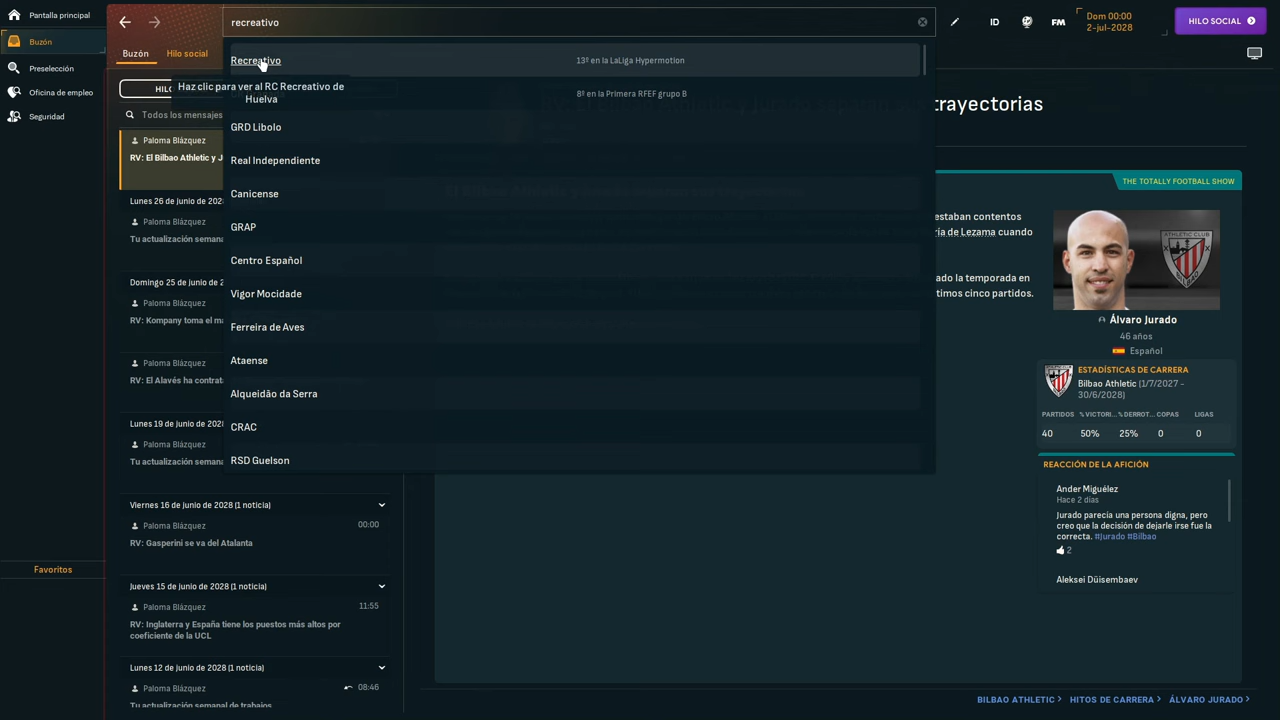 Pantalla principal
Buzón
Preselección
Oficina de empleo
Seguridad
Favoritos
recreativo
ID
FM
Dom 00:00
2-jul-2028
HILO SOCIAL
Buzón
Hilo social
HILO
Todos los mensajes
Recreativo
13º en la LaLiga Hypermotion
Haz clic para ver al RC Recreativo de
Huelva
8º en la Primera RFEF grupo B
GRD Libolo
Real Independiente
Canicense
GRAP
Centro Español
Vigor Mocidade
Ferreira de Aves
Ataense
Alqueidão da Serra
CRAC
RSD Guelson
Paloma Blázquez
RV: El Bilbao Athletic y J
Lunes 26 de junio de 202
Paloma Blázquez
Tu actualización semana
Domingo 25 de junio de 2
Paloma Blázquez
RV: Kompany toma el ma
Paloma Blázquez
RV: El Alavés ha contrat
Lunes 19 de junio de 202
Paloma Blázquez
Tu actualización semana
Viernes 16 de junio de 2028 (1 noticia)
Paloma Blázquez
00:00
RV: Gasperini se va del Atalanta
Jueves 15 de junio de 2028 (1 noticia)
Paloma Blázquez
11:55
RV: Inglaterra y España tiene los puestos más altos por
coeficiente de la UCL
Lunes 12 de junio de 2028 (1 noticia)
Paloma Blázquez
08:46
Tu actualización semanal de trabajos
trayectorias
THE TOTALLY FOOTBALL SHOW
estaban contentos
ría de Lezama cuando
ado la temporada en
timos cinco partidos.
Álvaro Jurado
46 años
Español
ESTADÍSTICAS DE CARRERA
Bilbao Athletic (1/7/2027 -
30/6/2028)
PARTIDOS % VICTORI... % DERROT... COPAS LIGAS
40 50% 25% 0 0
REACCIÓN DE LA AFICIÓN
Ander Miguélez
Hace 2 días
Jurado parecía una persona digna, pero
creo que la decisión de dejarle irse fue la
correcta. #Jurado #Bilbao
2
Aleksei Düisembaev
BILBAO ATHLETIC
HITOS DE CARRERA
ÁLVARO JURADO